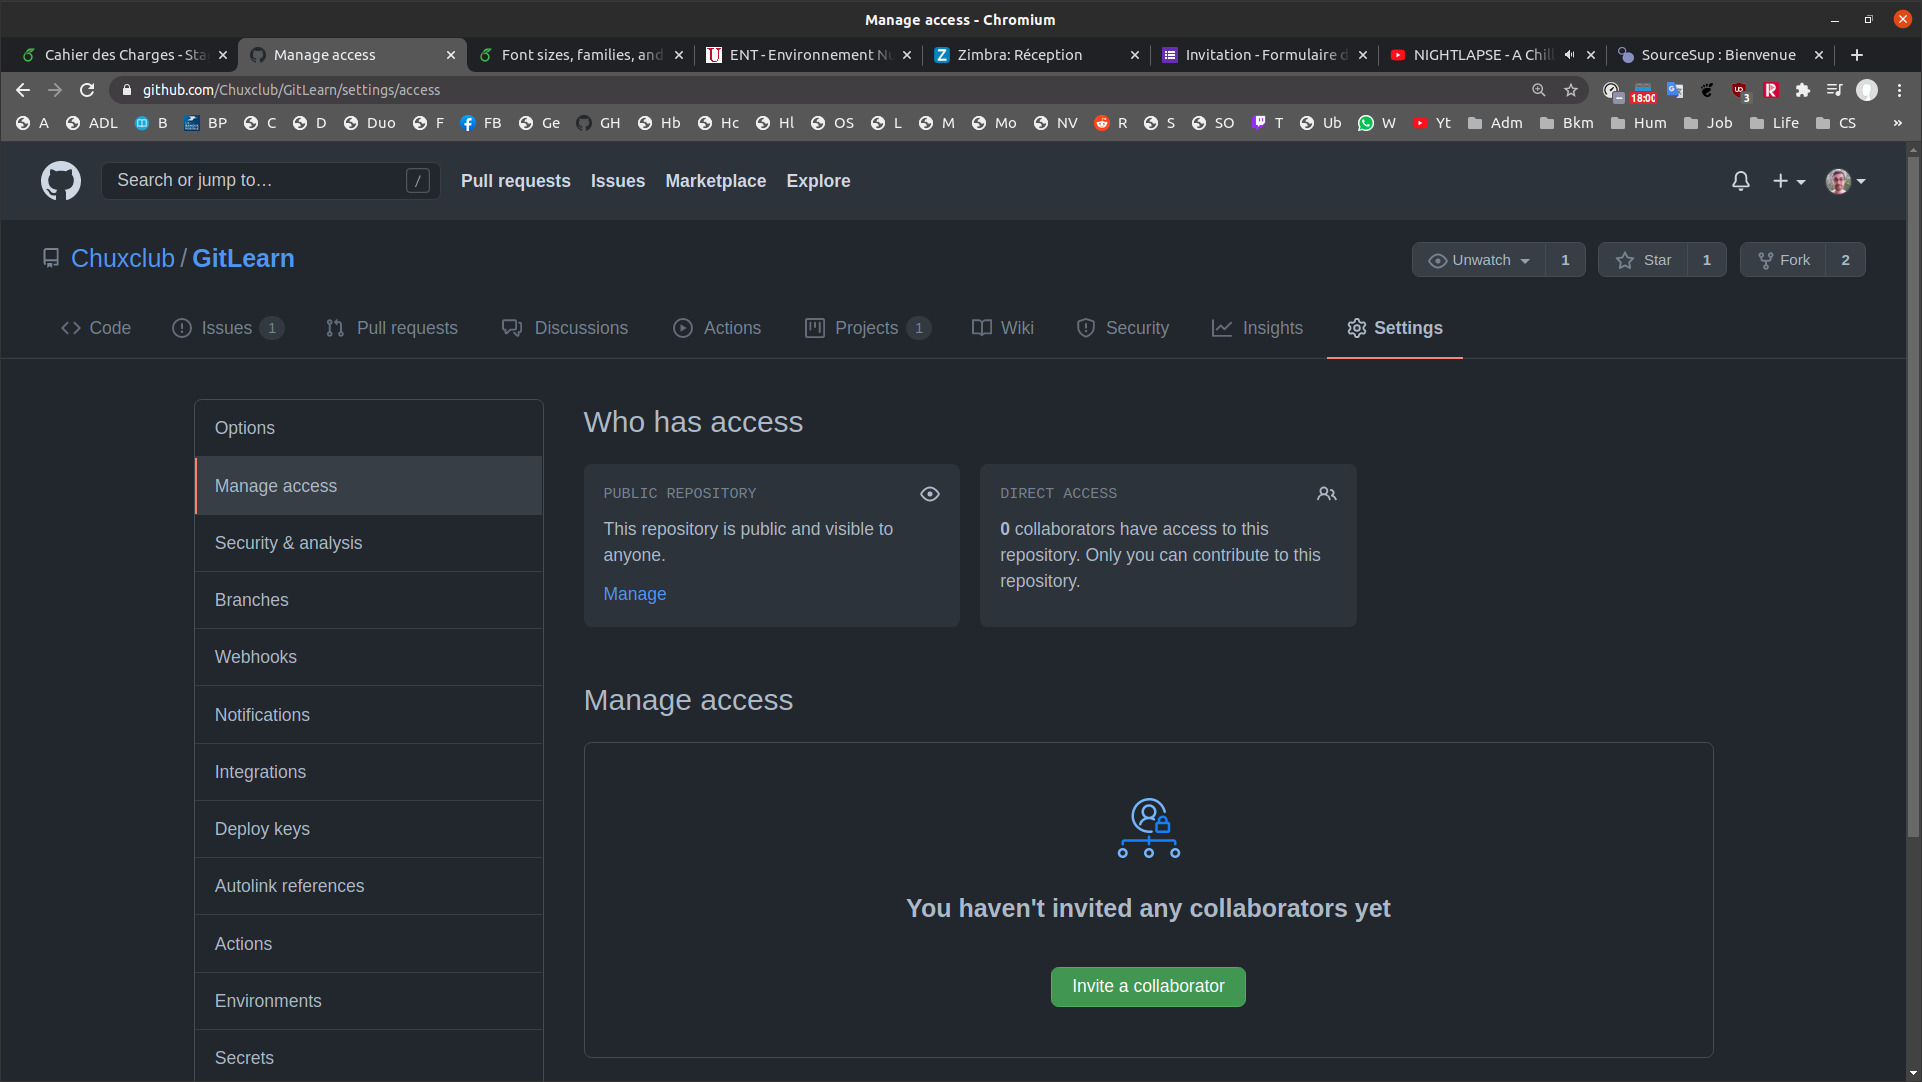 Manage access - Chromium
Cahier des Charges - Sta
Manage access
Font sizes, families, and
ENT - Environnement Nu
Zimbra: Réception
Invitation - Formulaire d
NIGHTLAPSE - A Chill
SourceSup : Bienvenue
github.com/Chuxclub/GitLearn/settings/access
18:00
3
A ADL B BP C D Duo F FB Ge GH Hb Hc Hl OS L M Mo NV R S SO T Ub W Yt Adm Bkm Hum Job Life CS »
Search or jump to…
/
Pull requests Issues Marketplace Explore
Chuxclub / GitLearn
Unwatch 1
Star 1
Fork 2
Code
Issues 1
Pull requests
Discussions
Actions
Projects 1
Wiki
Security
Insights
Settings
Options
Manage access
Security & analysis
Branches
Webhooks
Notifications
Integrations
Deploy keys
Autolink references
Actions
Environments
Secrets
Who has access
PUBLIC REPOSITORY
This repository is public and visible to
anyone.
Manage
DIRECT ACCESS
0 collaborators have access to this
repository. Only you can contribute to this
repository.
Manage access
You haven't invited any collaborators yet
Invite a collaborator